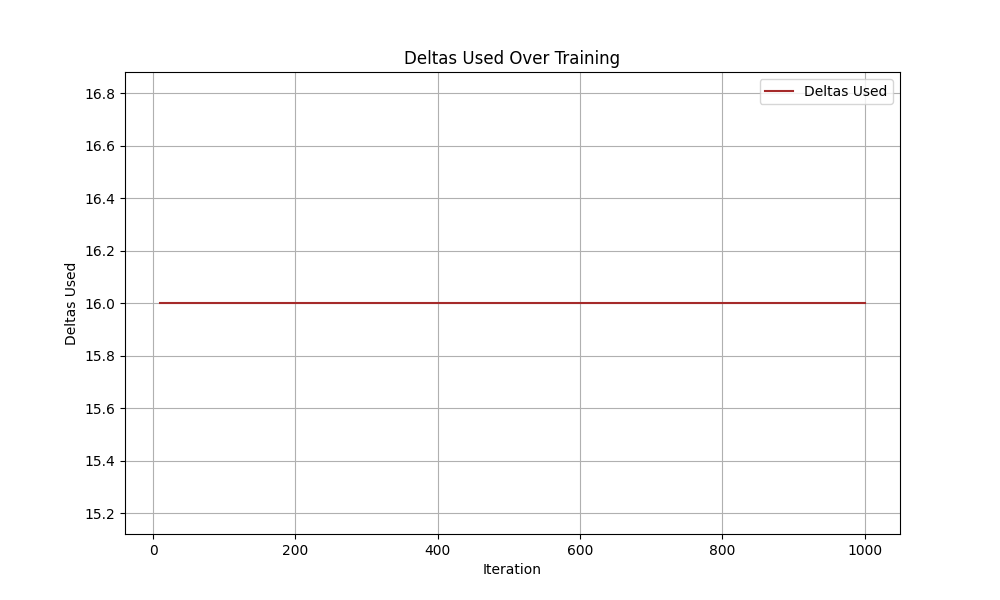 Deltas Used Over Training
Deltas Used
16.8
16.6
16.4
16.2
16.0
15.8
15.6
15.4
15.2
Deltas Used
0 200 400 600 800 1000
Iteration